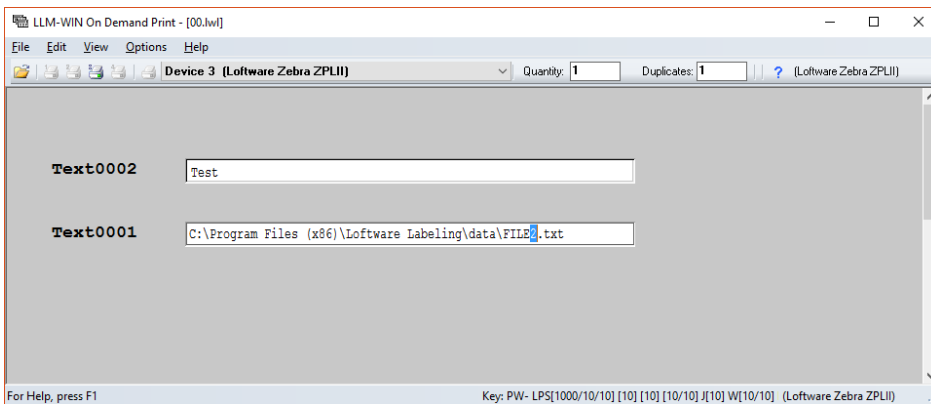 LLM-WIN On Demand Print - [00.lwl]
File Edit View Options Help
Device 3 (Loftware Zebra ZPLII) Quantity: 1 Duplicates: 1 ? (Loftware Zebra ZPLII)
Text0002 Test
Text0001 C:\Program Files (x86)\Loftware Labeling\data\FILE2.txt
For Help, press F1 Key: PW- LPS[1000/10/10] [10] [10] [10/10] J[10] W[10/10] (Loftware Zebra ZPLII)